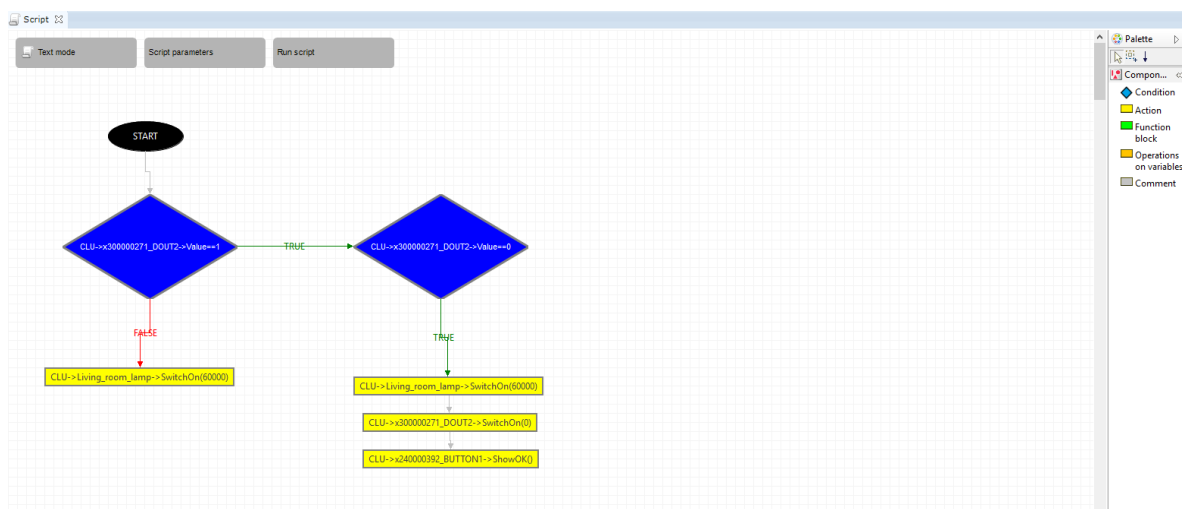 Script
Text mode
Script parameters
Run script
START
CLU->x300000271_DOUT2->Value==1
TRUE
CLU->x300000271_DOUT2->Value==0
FALSE
TRUE
CLU->Living_room_lamp->SwitchOn(60000)
CLU->Living_room_lamp->SwitchOn(60000)
CLU->x300000271_DOUT2->SwitchOn(0)
CLU->x240000392_BUTTON1->ShowOK()
Palette
Compon...
Condition
Action
Function
block
Operations
on variables
Comment